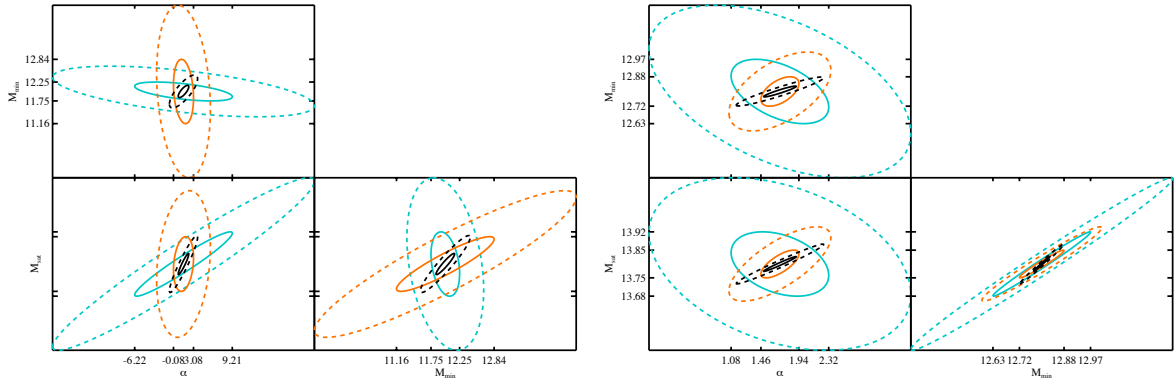 12.84
12.25
11.75
11.16
M_min
M_sat
-6.22 -0.08 3.08 9.21
α
11.16 11.75 12.25 12.84
M_min
12.97
12.88
12.72
12.63
M_min
13.92
13.85
13.75
13.68
M_sat
1.08 1.46 1.94 2.32
α
12.63 12.72 12.88 12.97
M_min